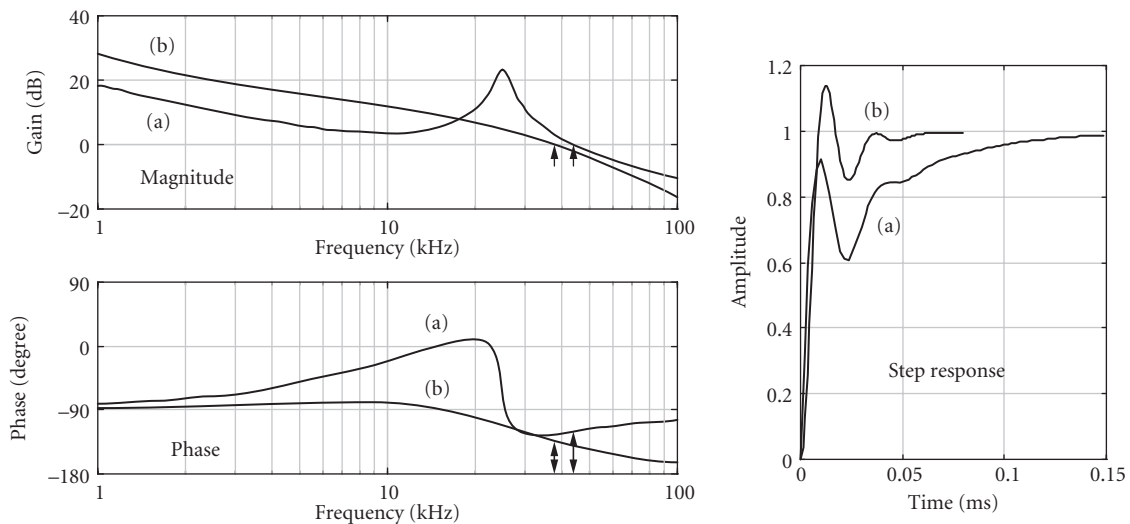 40
20
0
−20
Gain (dB)
(b)
(a)
Magnitude
1
10
100
Frequency (kHz)
90
0
−90
−180
Phase (degree)
(a)
(b)
Phase
1
10
100
Frequency (kHz)
1.2
1
0.8
0.6
0.4
0.2
0
Amplitude
(b)
(a)
Step response
0
0.05
0.1
0.15
Time (ms)